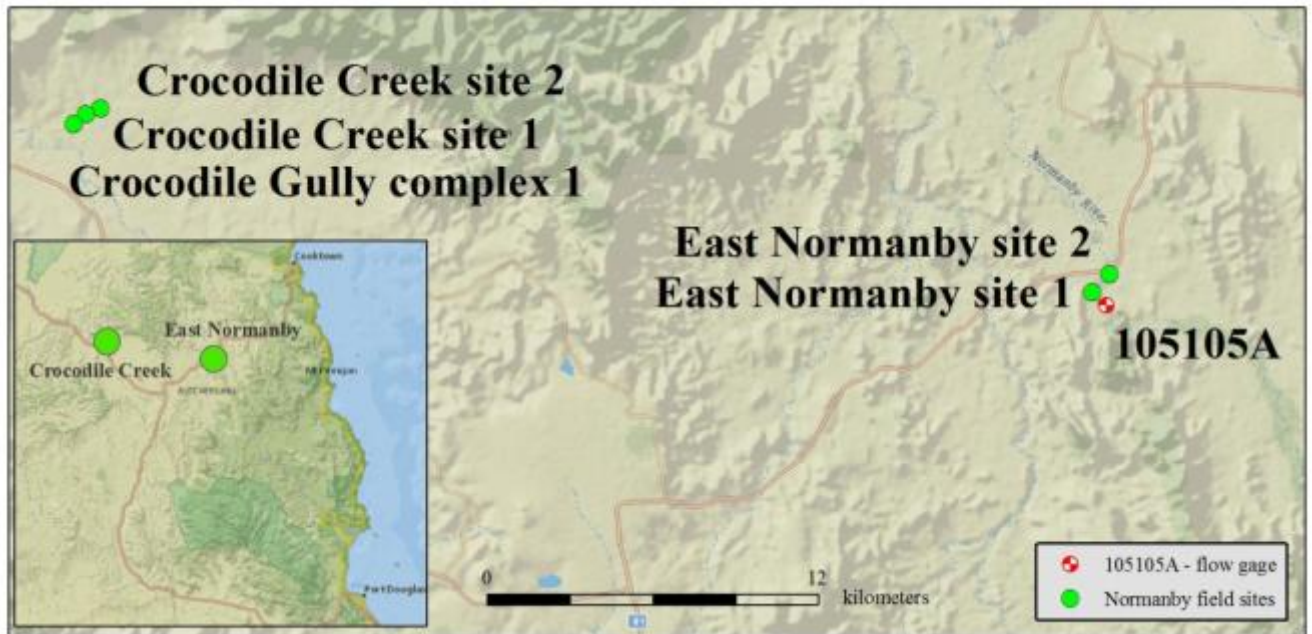 Crocodile Creek site 2
Crocodile Creek site 1
Crocodile Gully complex 1
Normanby River
East Normanby site 2
East Normanby site 1
105105A
Cooktown
East Normanby
Crocodile Creek
Port Douglas
0 12
kilometers
105105A - flow gage
Normanby field sites